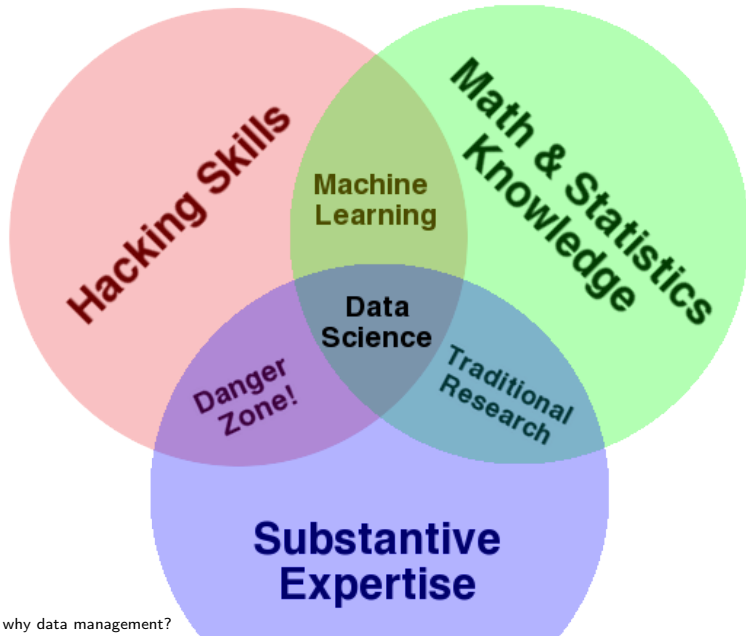 Hacking Skills
Math & Statistics
Knowledge
Machine
Learning
Data
Science
Danger
Zone!
Traditional
Research
Substantive
Expertise
why data management?